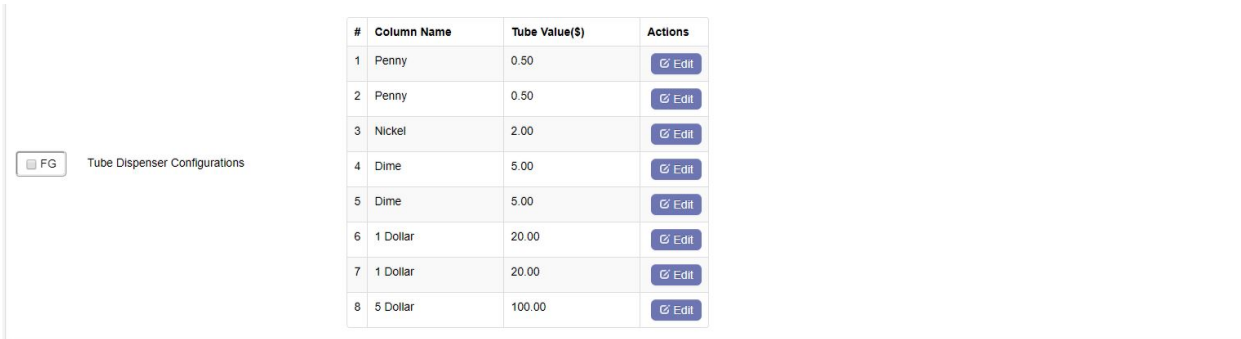 # Column Name Tube Value($) Actions
1 Penny 0.50 Edit
2 Penny 0.50 Edit
3 Nickel 2.00 Edit
FG Tube Dispenser Configurations
4 Dime 5.00 Edit
5 Dime 5.00 Edit
6 1 Dollar 20.00 Edit
7 1 Dollar 20.00 Edit
8 5 Dollar 100.00 Edit